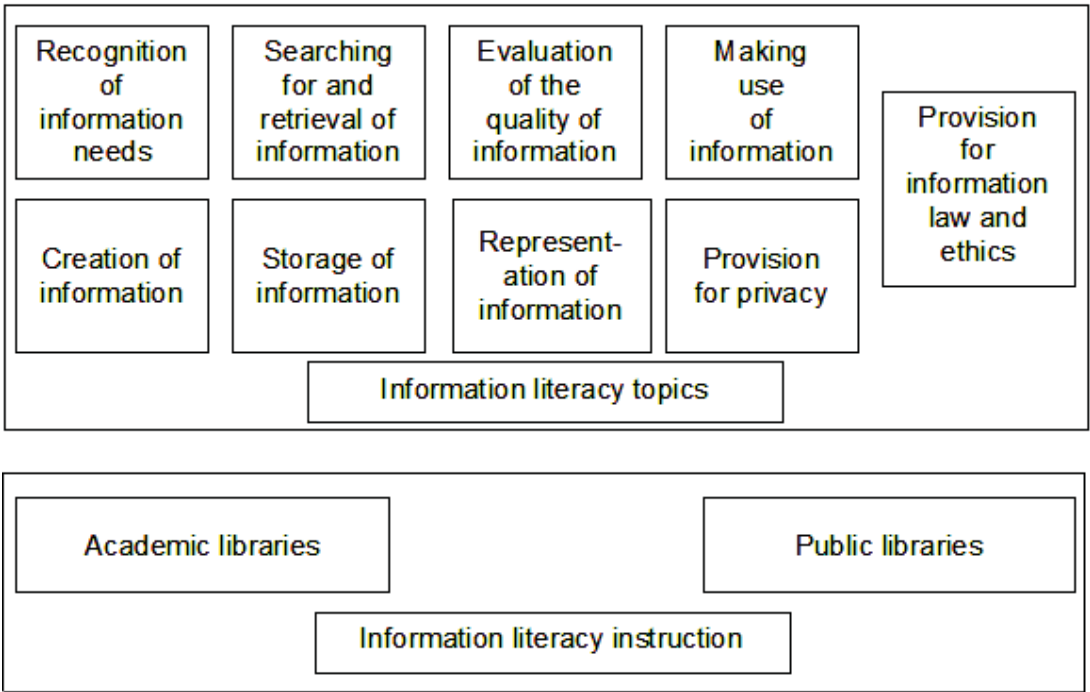 Recognition
of
information
needs
Searching
for and
retrieval of
information
Evaluation
of the
quality of
information
Making
use
of
information
Provision
for
information
law and
ethics
Creation of
information
Storage of
information
Represent-
ation of
information
Provision
for privacy
Information literacy topics
Academic libraries
Public libraries
Information literacy instruction